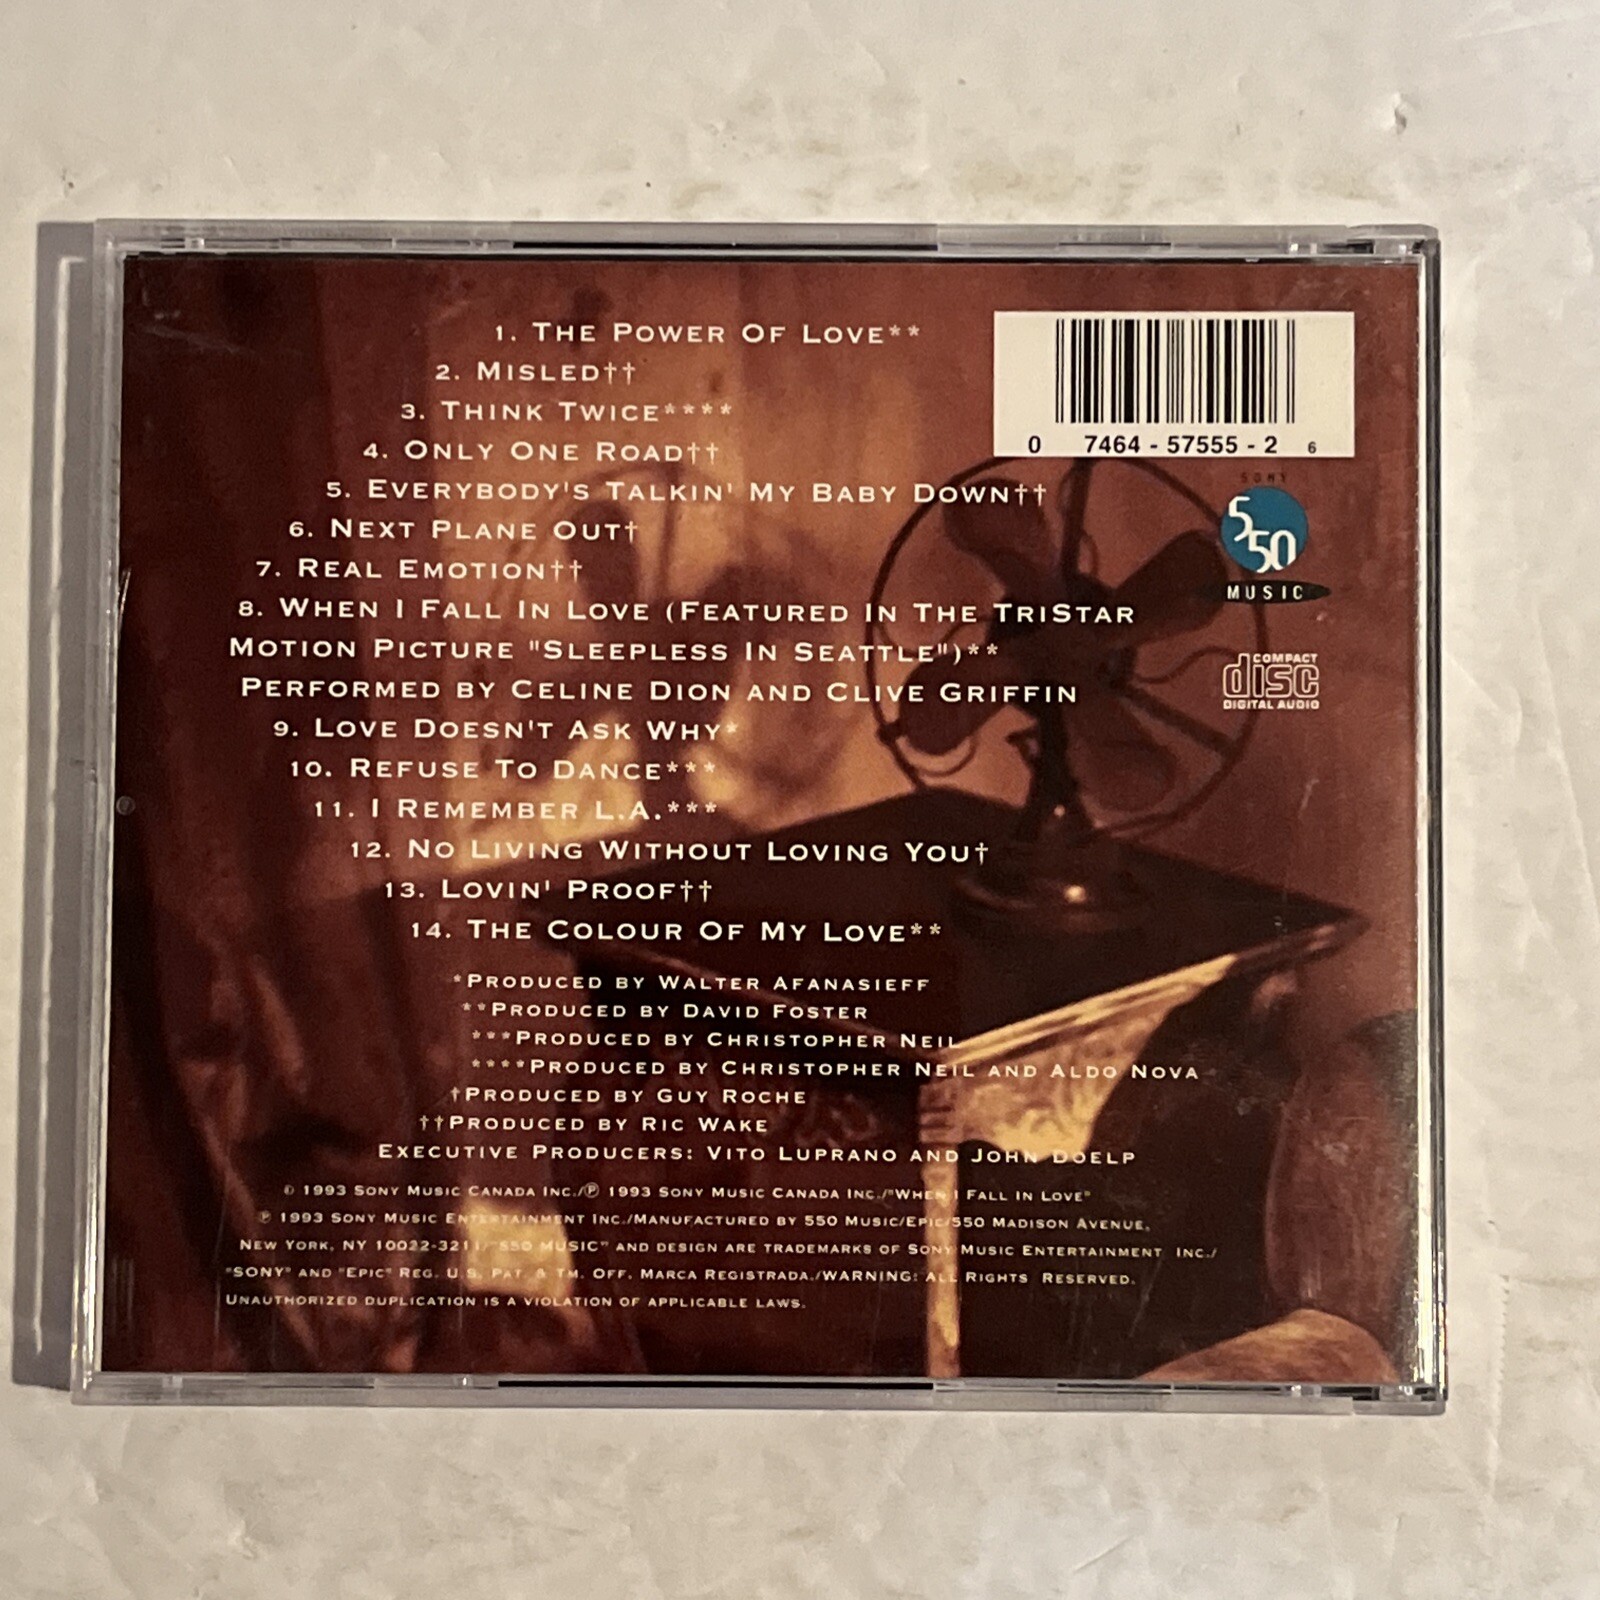 1. The Power Of Love**
2. Misled††
3. Think Twice****
4. Only One Road††
5. Everybody's Talkin' My Baby Down††
6. Next Plane Out†
7. Real Emotion††
8. When I Fall In Love (Featured In The TriStar
Motion Picture "Sleepless In Seattle")**
Performed by Celine Dion and Clive Griffin
9. Love Doesn't Ask Why*
10. Refuse To Dance***
11. I Remember L.A.***
12. No Living Without Loving You†
13. Lovin' Proof††
14. The Colour Of My Love**
*Produced by Walter Afanasieff
**Produced by David Foster
***Produced by Christopher Neil
****Produced by Christopher Neil and Aldo Nova
†Produced by Guy Roche
††Produced by Ric Wake
Executive Producers: Vito Luprano and John Doelp
© 1993 Sony Music Canada Inc./℗ 1993 Sony Music Canada Inc./"When I Fall in Love"
℗ 1993 Sony Music Entertainment Inc./Manufactured by 550 Music/Epic/550 Madison Avenue,
New York, NY 10022-3211/"550 Music" and design are trademarks of Sony Music Entertainment Inc./
"SONY" and "Epic" Reg. U.S. Pat. & Tm. Off. Marca Registrada./WARNING: All Rights Reserved.
Unauthorized duplication is a violation of applicable laws.
0 7464 - 57555 - 2 6
SONY
550
MUSIC
COMPACT
disc
DIGITAL AUDIO